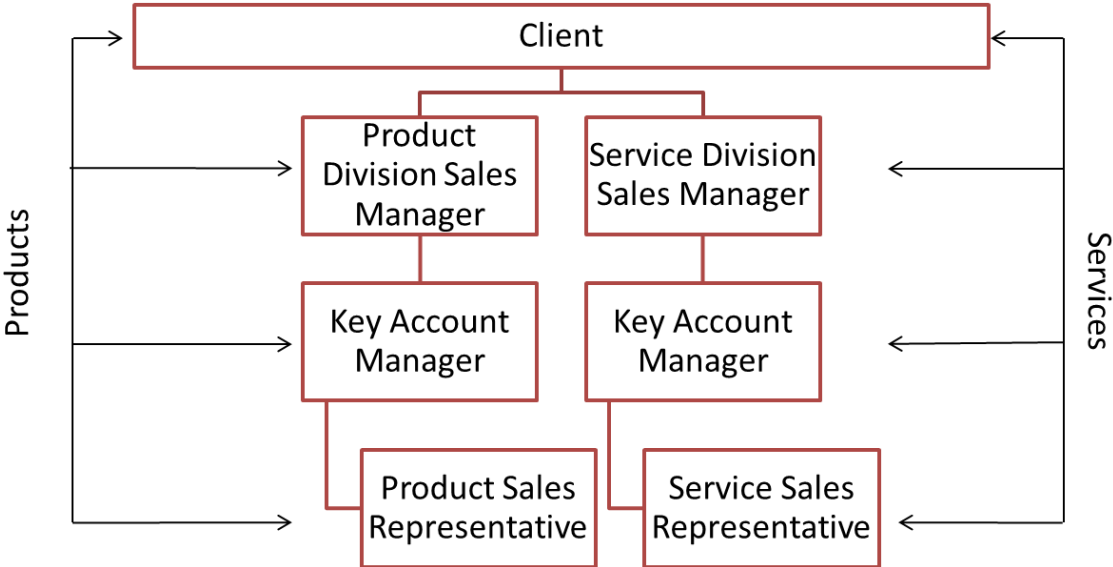 Client
Product
Division Sales
Manager
Service Division
Sales Manager
Products
Services
Key Account
Manager
Key Account
Manager
Product Sales
Representative
Service Sales
Representative